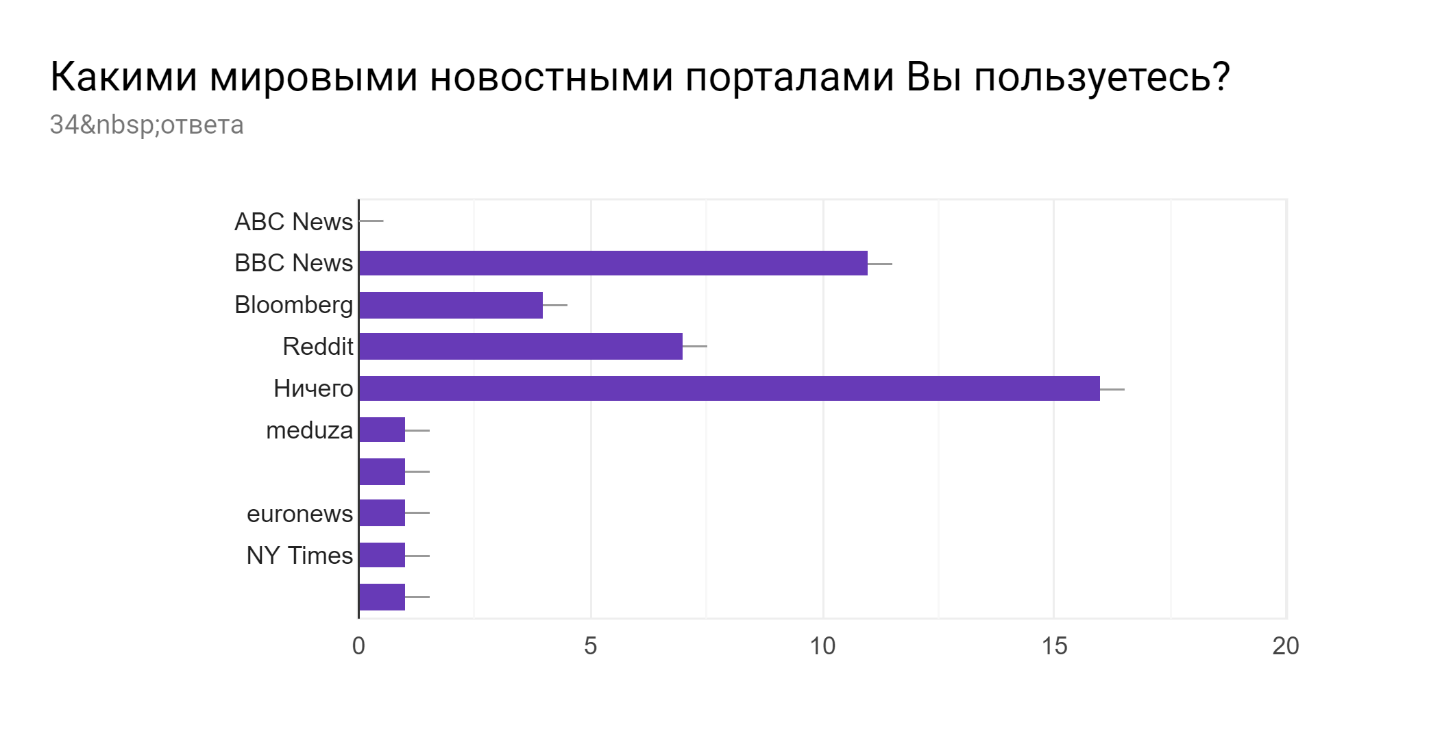 Какими мировыми новостными порталами Вы пользуетесь?
34&nbsp;ответа
ABC News
BBC News
Bloomberg
Reddit
Ничего
meduza
euronews
NY Times
0 5 10 15 20